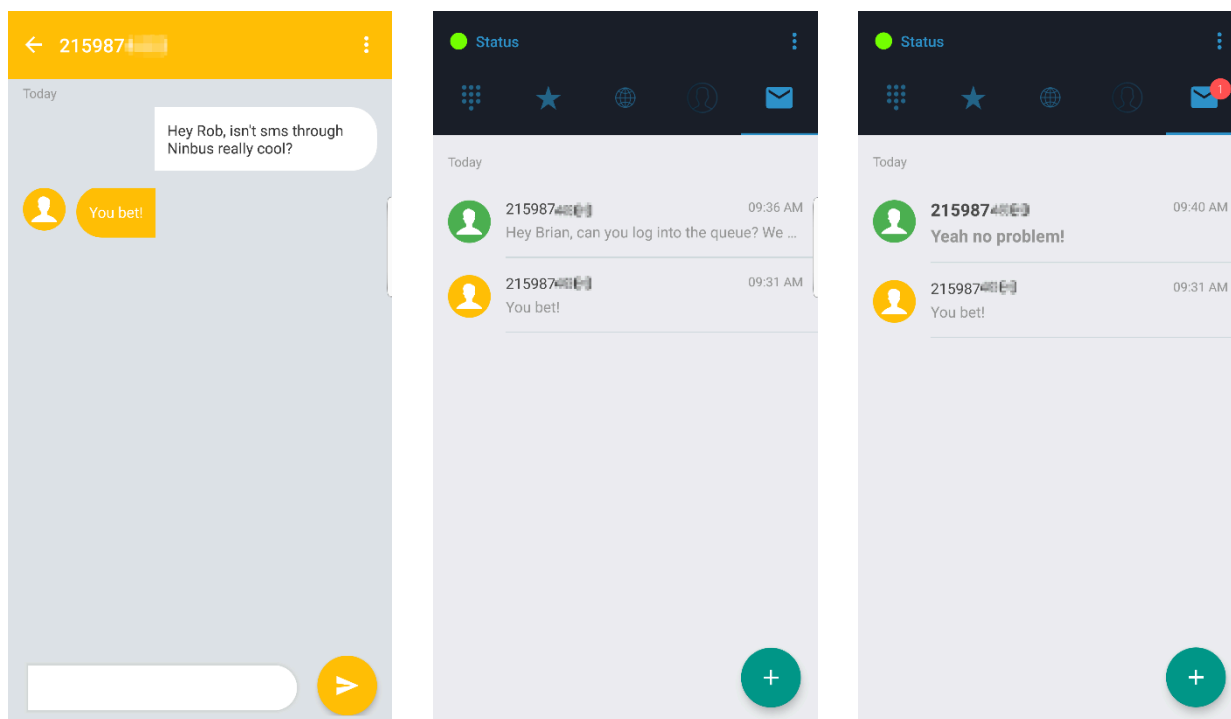 215987
Today
Hey Rob, isn't sms through
Ninbus really cool?
You bet!
Status
Today
215987
09:36 AM
Hey Brian, can you log into the queue? We ...
215987
09:31 AM
You bet!
Status
1
Today
215987
09:40 AM
Yeah no problem!
215987
09:31 AM
You bet!